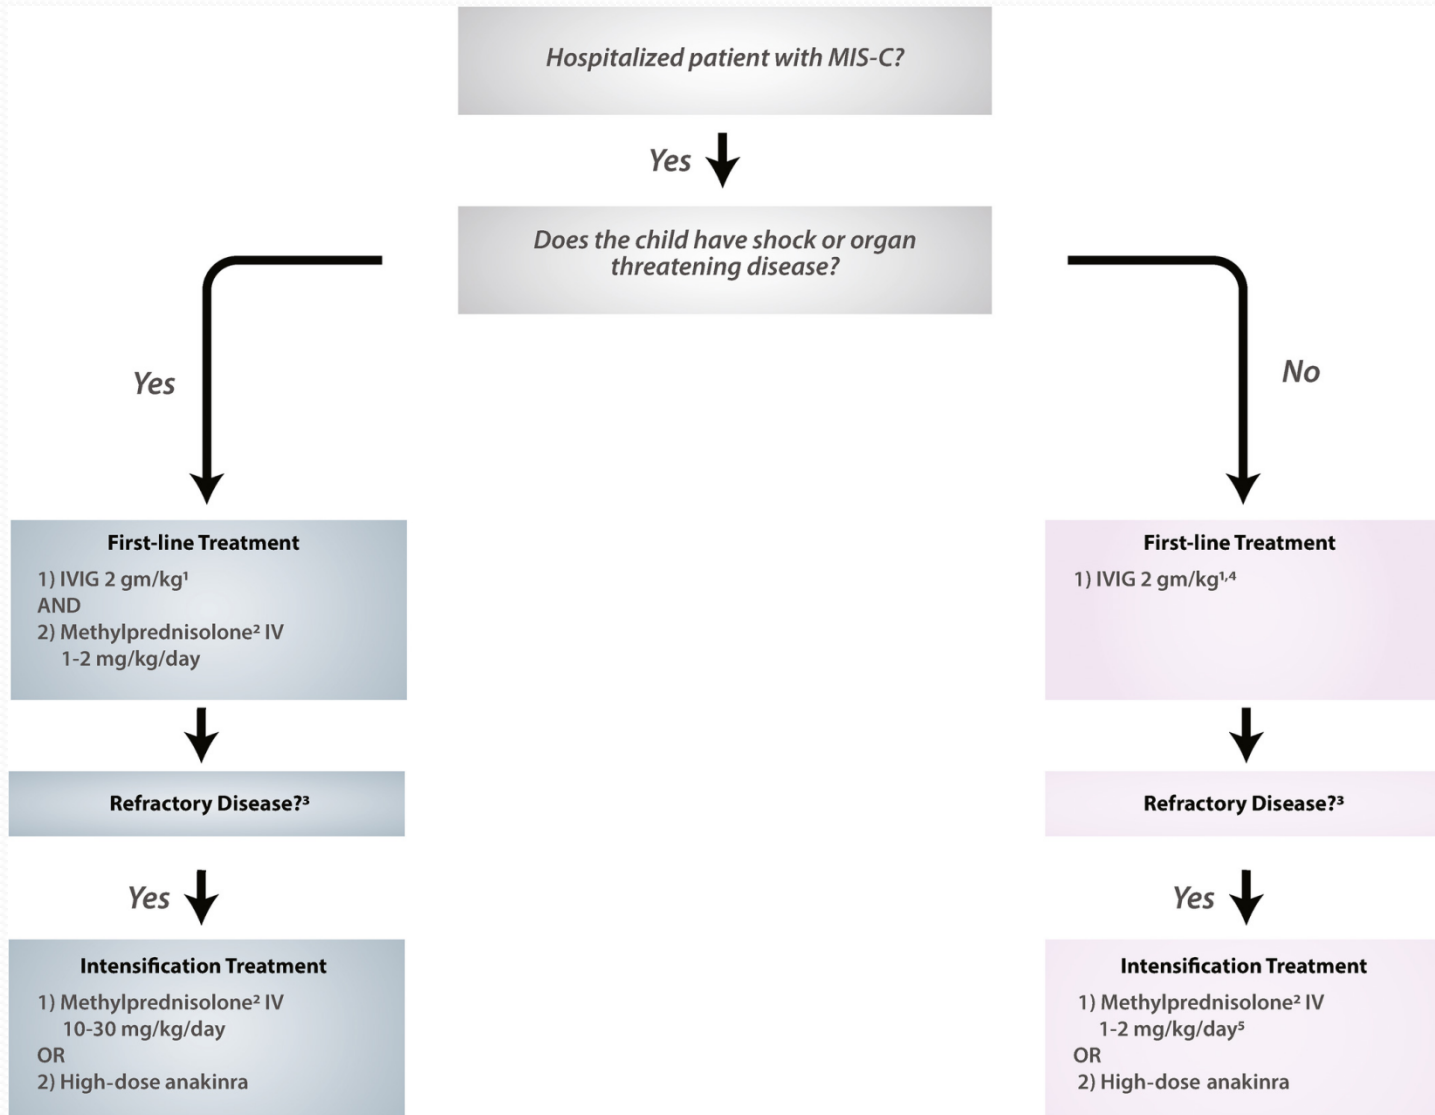 Hospitalized patient with MIS-C?
Yes
Does the child have shock or organ
threatening disease?
Yes
No
First-line Treatment
1) IVIG 2 gm/kg¹
AND
2) Methylprednisolone² IV
1-2 mg/kg/day
Refractory Disease?³
Yes
Intensification Treatment
1) Methylprednisolone² IV
10-30 mg/kg/day
OR
2) High-dose anakinra
First-line Treatment
1) IVIG 2 gm/kg¹,⁴
Refractory Disease?³
Yes
Intensification Treatment
1) Methylprednisolone² IV
1-2 mg/kg/day⁵
OR
2) High-dose anakinra